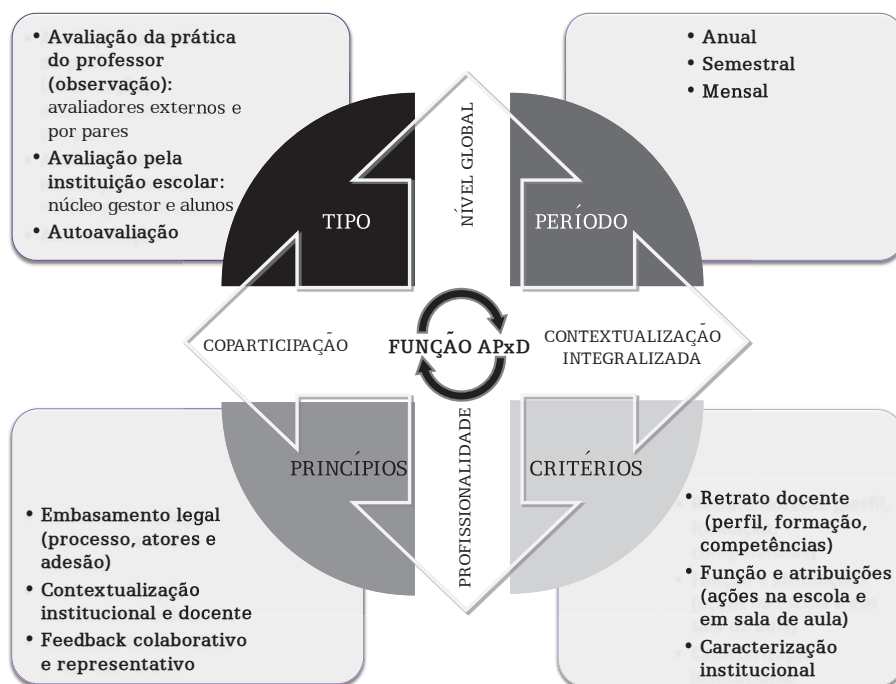 • Avaliação da prática
do professor
(observação):
avaliadores externos e
por pares
• Avaliação pela
instituição escolar:
núcleo gestor e alunos
• Autoavaliação
• Anual
• Semestral
• Mensal
TIPO
NÍVEL GLOBAL
PERÍODO
COPARTICIPAÇÃO
FUNÇÃO APxD
CONTEXTUALIZAÇÃO
INTEGRALIZADA
PRINCÍPIOS
PROFISSIONALIDADE
CRITÉRIOS
• Embasamento legal
(processo, atores e
adesão)
• Contextualização
institucional e docente
• Feedback colaborativo
e representativo
• Retrato docente
(perfil, formação,
competências)
• Função e atribuições
(ações na escola e
em sala de aula)
• Caracterização
institucional